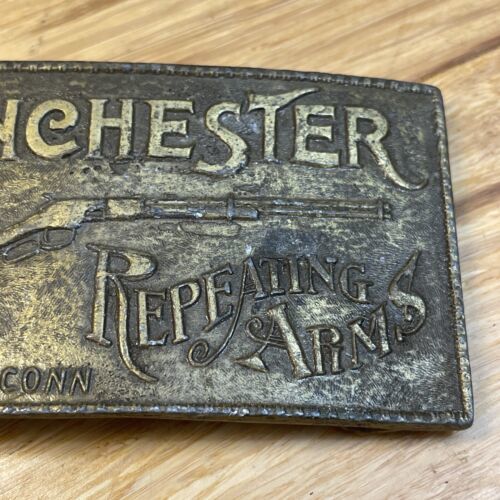 NCHESTER
REPEATING
ARMS
CONN